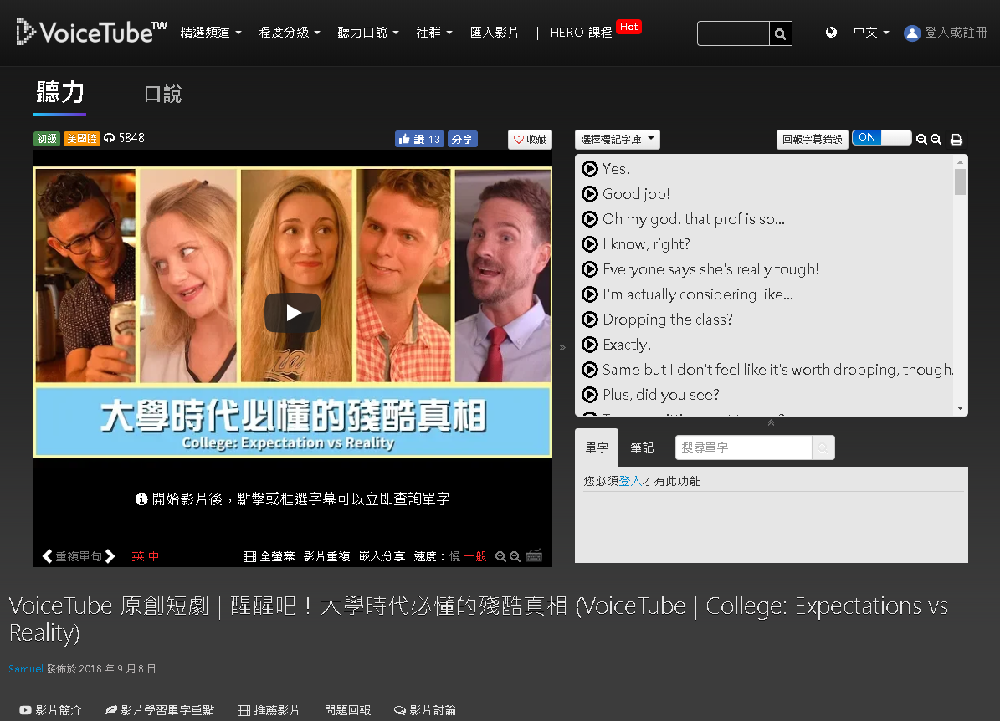 VoiceTube TW 精選頻道 程度分級 聽力口說 社群 匯入影片 | HERO 課程 Hot 中文 登入或註冊
聽力 口說
初級 美國腔 5848 讚 13 分享 收藏
大學時代必懂的殘酷真相
College: Expectation vs Reality
開始影片後，點擊或框選字幕可以立即查詢單字
重複單句 英 中 全螢幕 影片重複 嵌入分享 速度：慢 一般
選擇標記字庫 回報字幕錯誤 ON
Yes!
Good job!
Oh my god, that prof is so...
I know, right?
Everyone says she's really tough!
I'm actually considering like...
Dropping the class?
Exactly!
Same but I don't feel like it's worth dropping, though.
Plus, did you see?
單字 筆記 搜尋單字
您必須登入才有此功能
VoiceTube 原創短劇 | 醒醒吧！大學時代必懂的殘酷真相 (VoiceTube | College: Expectations vs
Reality)
Samuel 發佈於 2018 年 9 月 8 日
影片簡介 影片學習單字重點 推薦影片 問題回報 影片討論